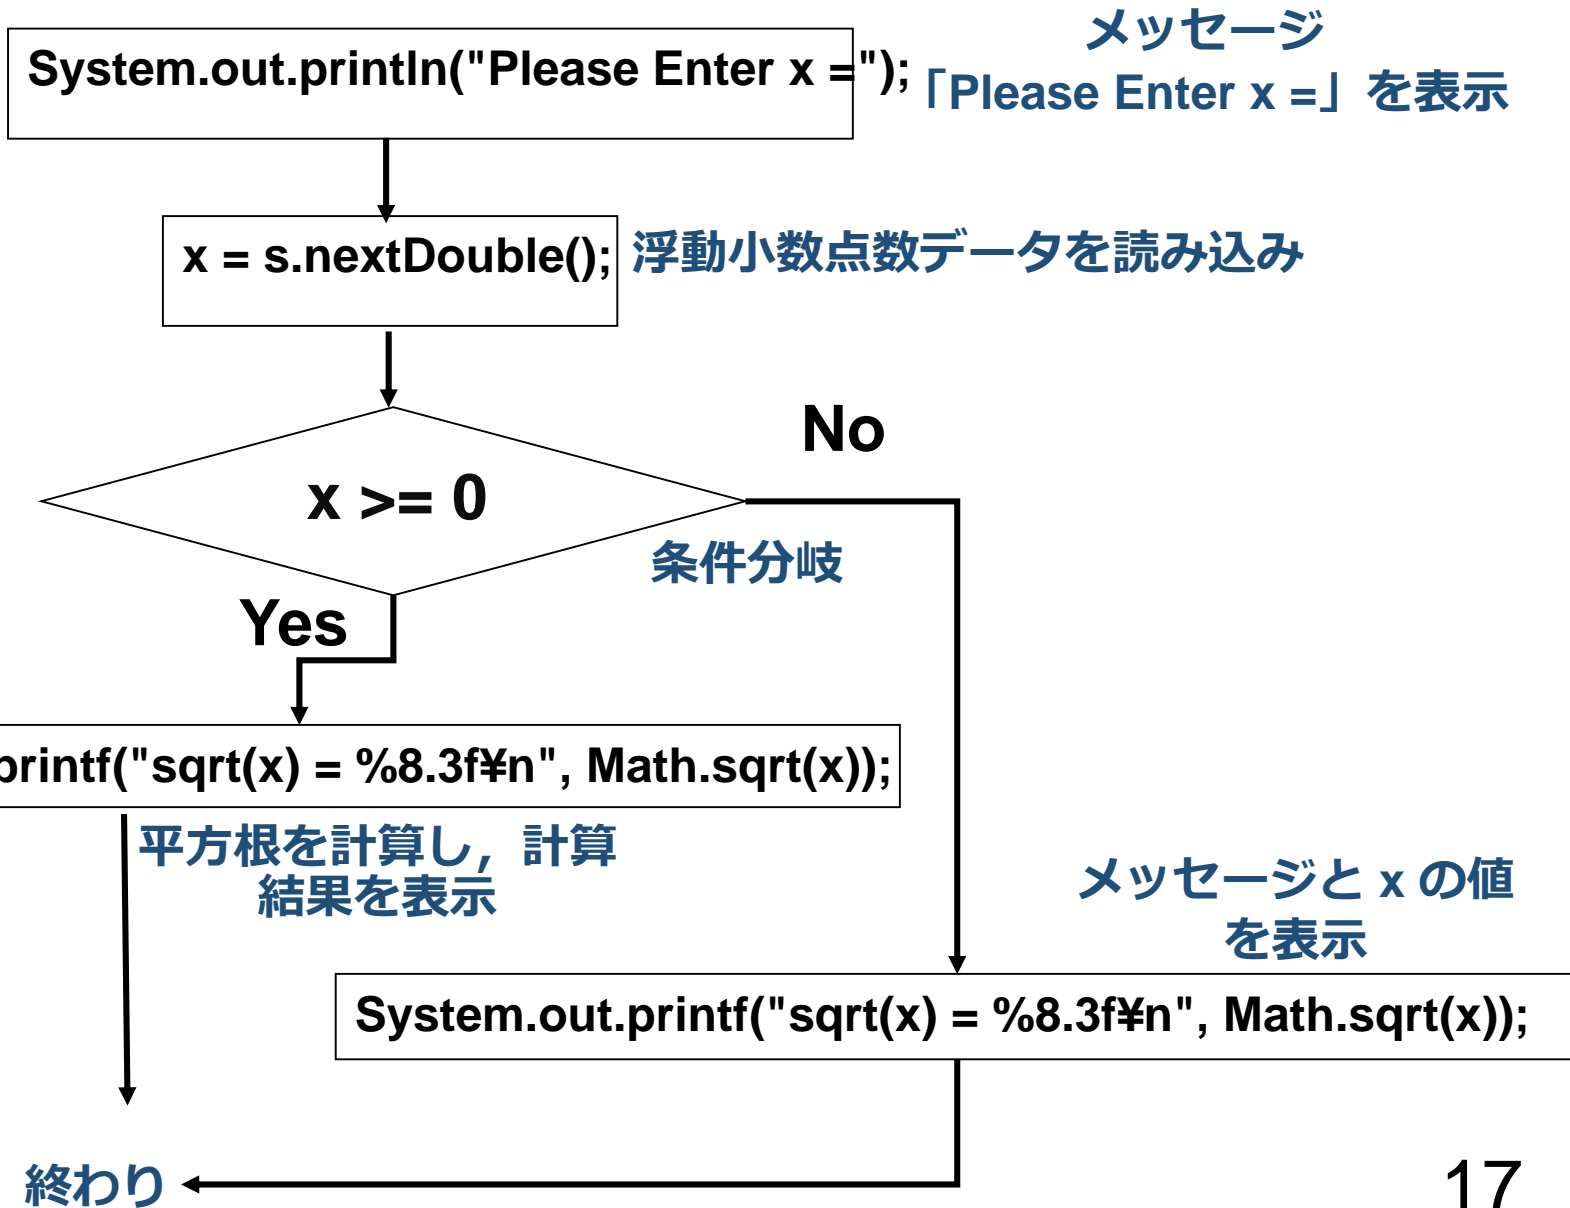 System.out.println("Please Enter x =");
メッセージ
「Please Enter x =」を表示
x = s.nextDouble();
浮動小数点数データを読み込み
x >= 0
No
条件分岐
Yes
printf("sqrt(x) = %8.3f¥n", Math.sqrt(x));
平方根を計算し，計算
結果を表示
メッセージと x の値
を表示
System.out.printf("sqrt(x) = %8.3f¥n", Math.sqrt(x));
終わり
17